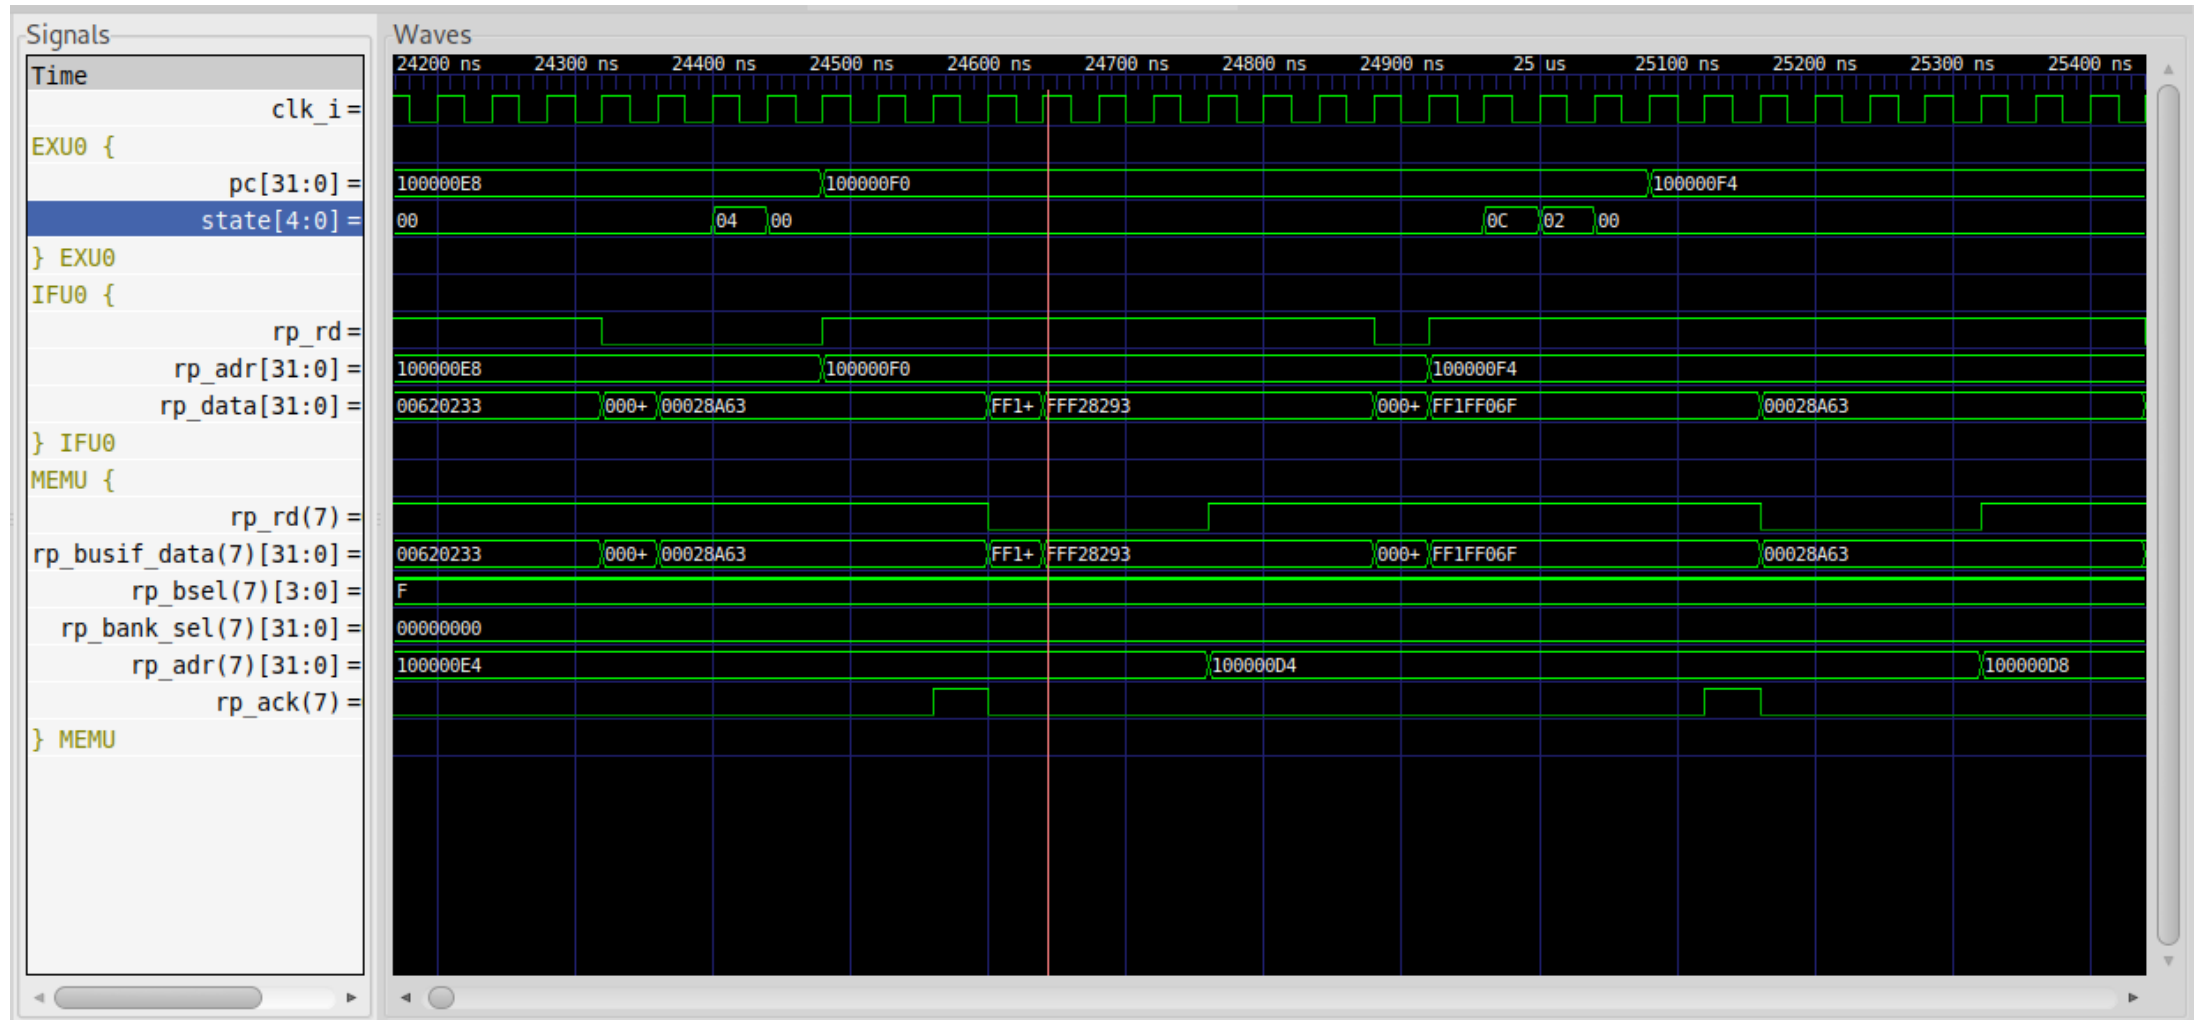 Signals Waves
Time 24200 ns 24300 ns 24400 ns 24500 ns 24600 ns 24700 ns 24800 ns 24900 ns 25 us 25100 ns 25200 ns 25300 ns 25400 ns
clk_i=
EXU0 {
pc[31:0]= 100000E8 100000F0 100000F4
state[4:0]= 00 04 00 0C 02 00
} EXU0
IFU0 {
rp_rd=
rp_adr[31:0]= 100000E8 100000F0 100000F4
rp_data[31:0]= 00620233 000+ 00028A63 FF1+ FFF28293 000+ FF1FF06F 00028A63
} IFU0
MEMU {
rp_rd(7)=
rp_busif_data(7)[31:0]= 00620233 000+ 00028A63 FF1+ FFF28293 000+ FF1FF06F 00028A63
rp_bsel(7)[3:0]= F
rp_bank_sel(7)[31:0]= 00000000
rp_adr(7)[31:0]= 100000E4 100000D4 100000D8
rp_ack(7)=
} MEMU